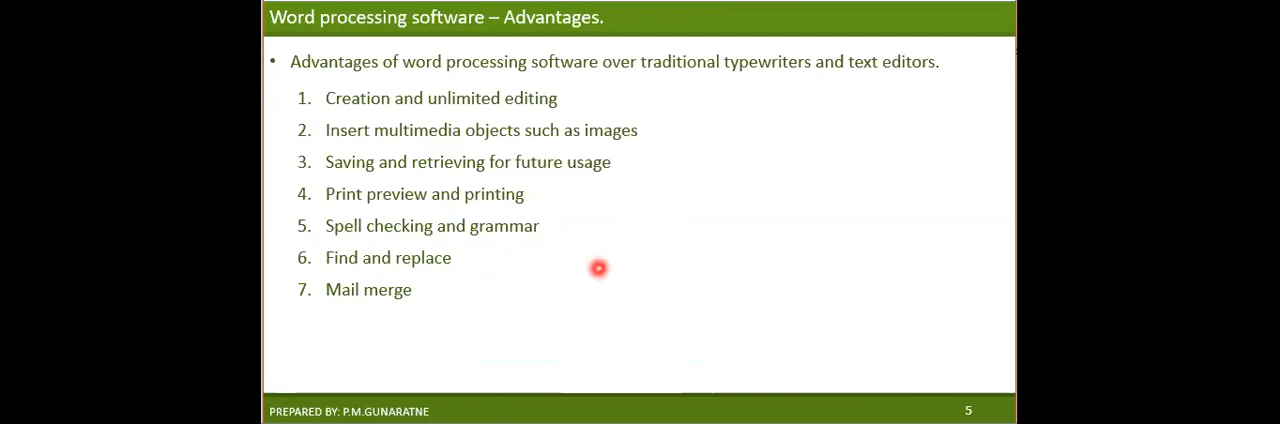 Word processing software – Advantages.
• Advantages of word processing software over traditional typewriters and text editors.
1. Creation and unlimited editing
2. Insert multimedia objects such as images
3. Saving and retrieving for future usage
4. Print preview and printing
5. Spell checking and grammar
6. Find and replace
7. Mail merge
PREPARED BY: P.M.GUNARATNE 5